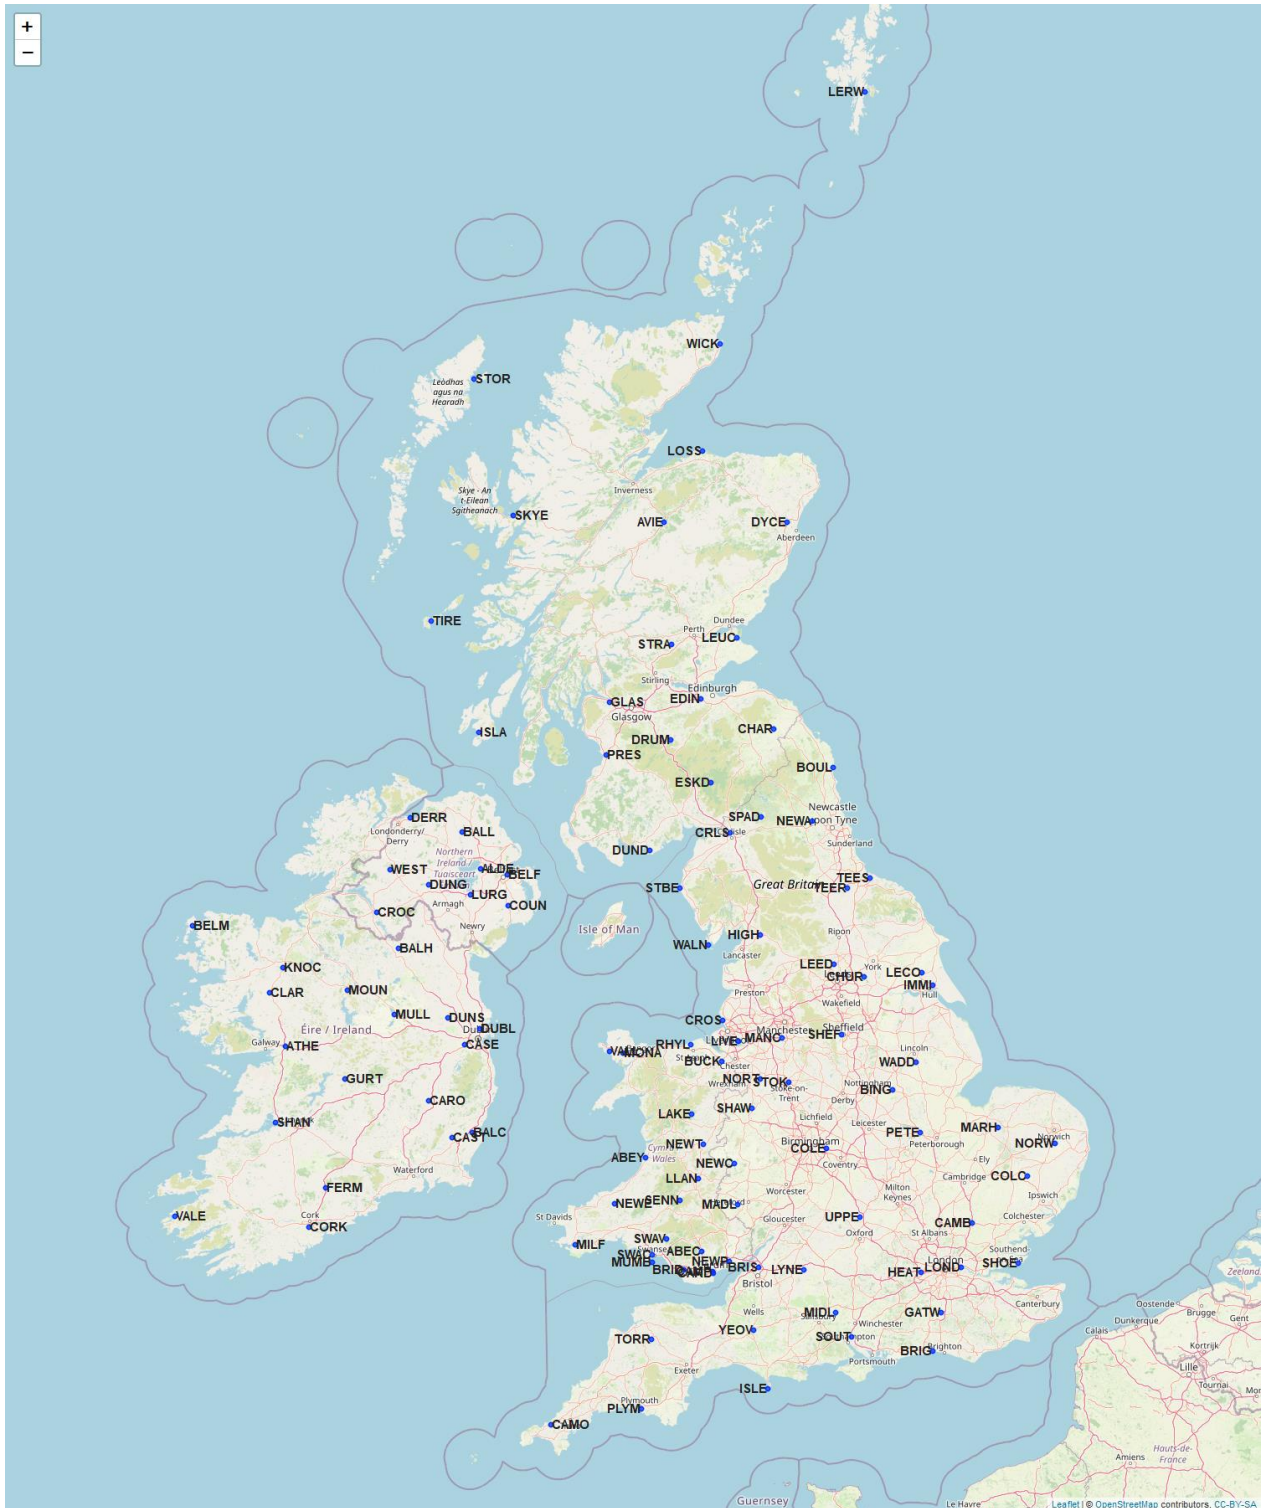 +
−
LERW
WICK
STOR
Leòdhas
agus na
Hearadh
LOSS
Inverness
Skye - An
t-Eilean
Sgitheanach
SKYE
AVIE
DYCE
Aberdeen
TIRE
Dundee
Perth
LEUC
STRA
Stirling
Edinburgh
EDIN
GLAS
Glasgow
ISLA
CHAR
DRUM
PRES
BOUL
ESKD
Newcastle
upon Tyne
DERR
SPAD
NEWA
Londonderry/
Derry
BALL
CRLS
Sunderland
Northern
Ireland /
Tuaisceart
DUND
WEST
ALDE
BELF
TEES
DUNG
STBE
Great Britain
TEER
LURG
Armagh
COUN
CROC
BELM
Newry
Isle of Man
HIGH
Ripon
BALH
WALN
Lancaster
KNOC
LEED
York
CHUR
LECO
CLAR
MOUN
IMMI
Preston
Hull
Wakefield
MULL
DUNS
CROS
Éire / Ireland
DUBL
Manchester
Sheffield
SHEF
Galway
ATHE
CASE
RHYL
LIVE
MANC
MONA
Lincoln
BUCK
Chester
WADD
GURT
Wrexham
NORT
STOK
Stoke-on-
Trent
Nottingham
BING
Derby
CARO
SHAW
LAKE
Lichfield
SHAN
Leicester
MARH
BALC
CAST
PETE
Peterborough
Norwich
NORW
NEWT
Birmingham
COLE
Cymru
Wales
ABEY
Ely
NEWO
Coventry
Waterford
LLAN
Cambridge
COLO
FERM
Worcester
Milton
Keynes
Ipswich
SENN
NEWE
MADL
VALE
Cork
CORK
St Davids
Gloucester
UPPE
Colchester
CAMB
Oxford
St Albans
SWAV
MILF
Swansea
SWAC
ABEC
Southend-
on-Sea
MUMB
NEWP
London
BRIS
LYNE
HEAT
LOND
SHOE
Zeeland
CARD
Bristol
Canterbury
Oostende
Wells
MIDL
Salisbury
GATW
Brugge
Gent
Winchester
Dunkerque
YEOV
Calais
TORR
SOUT
Southampton
Brighton
BRIG
Kortrijk
Portsmouth
Exeter
Lille
ISLE
Tournai
Plymouth
PLYM
CAMO
Hauts-de-
France
Amiens
Guernsey
Le Havre
Leaflet | © OpenStreetMap contributors, CC-BY-SA